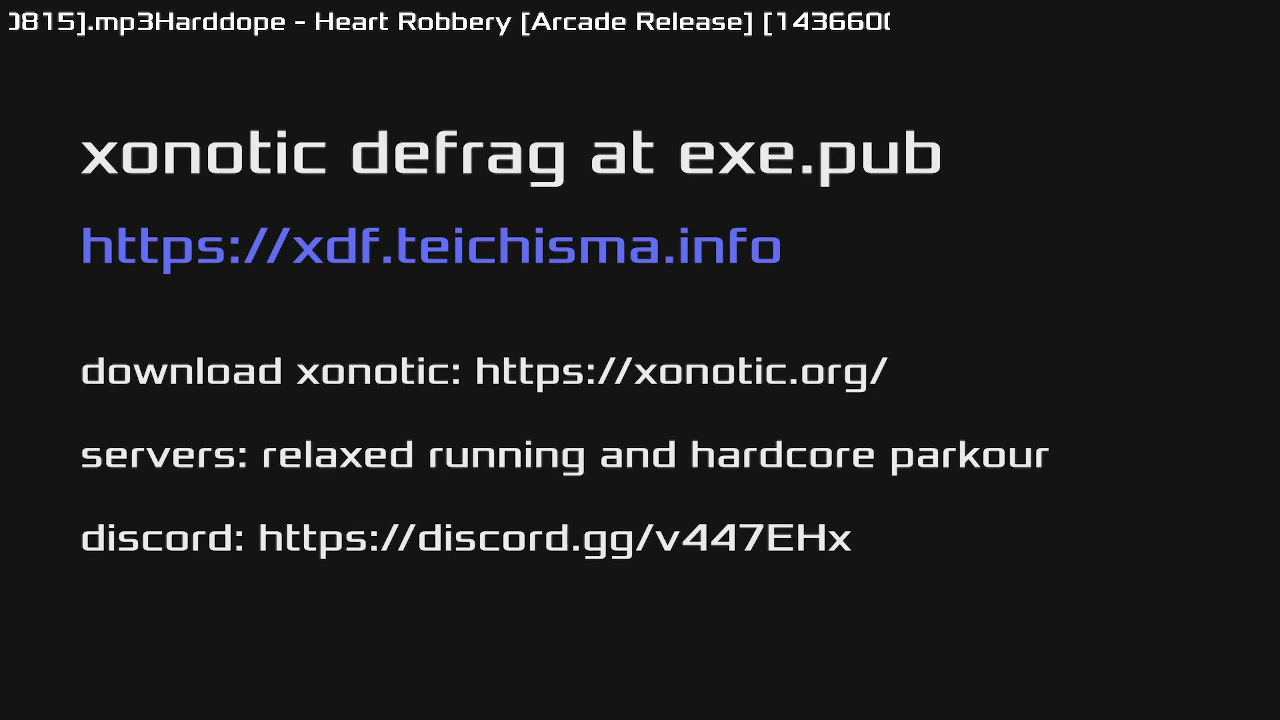 0815].mp3Harddope - Heart Robbery [Arcade Release] [1436600
xonotic defrag at exe.pub
https://xdf.teichisma.info
download xonotic: https://xonotic.org/
servers: relaxed running and hardcore parkour
discord: https://discord.gg/v447EHx